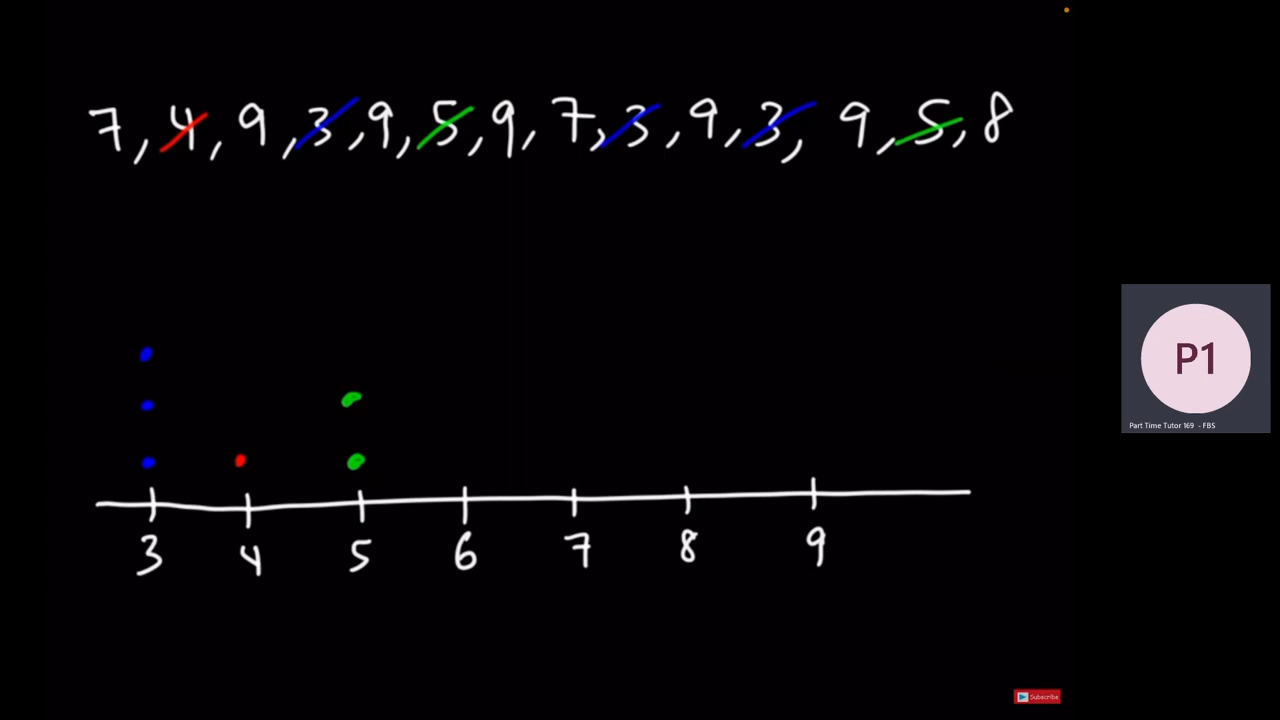 7, 4, 9, 3, 9, 5, 9, 7, 3, 9, 3, 9, 5, 8
P1
Part Time Tutor 169 - FBS
3 4 5 6 7 8 9
Subscribe